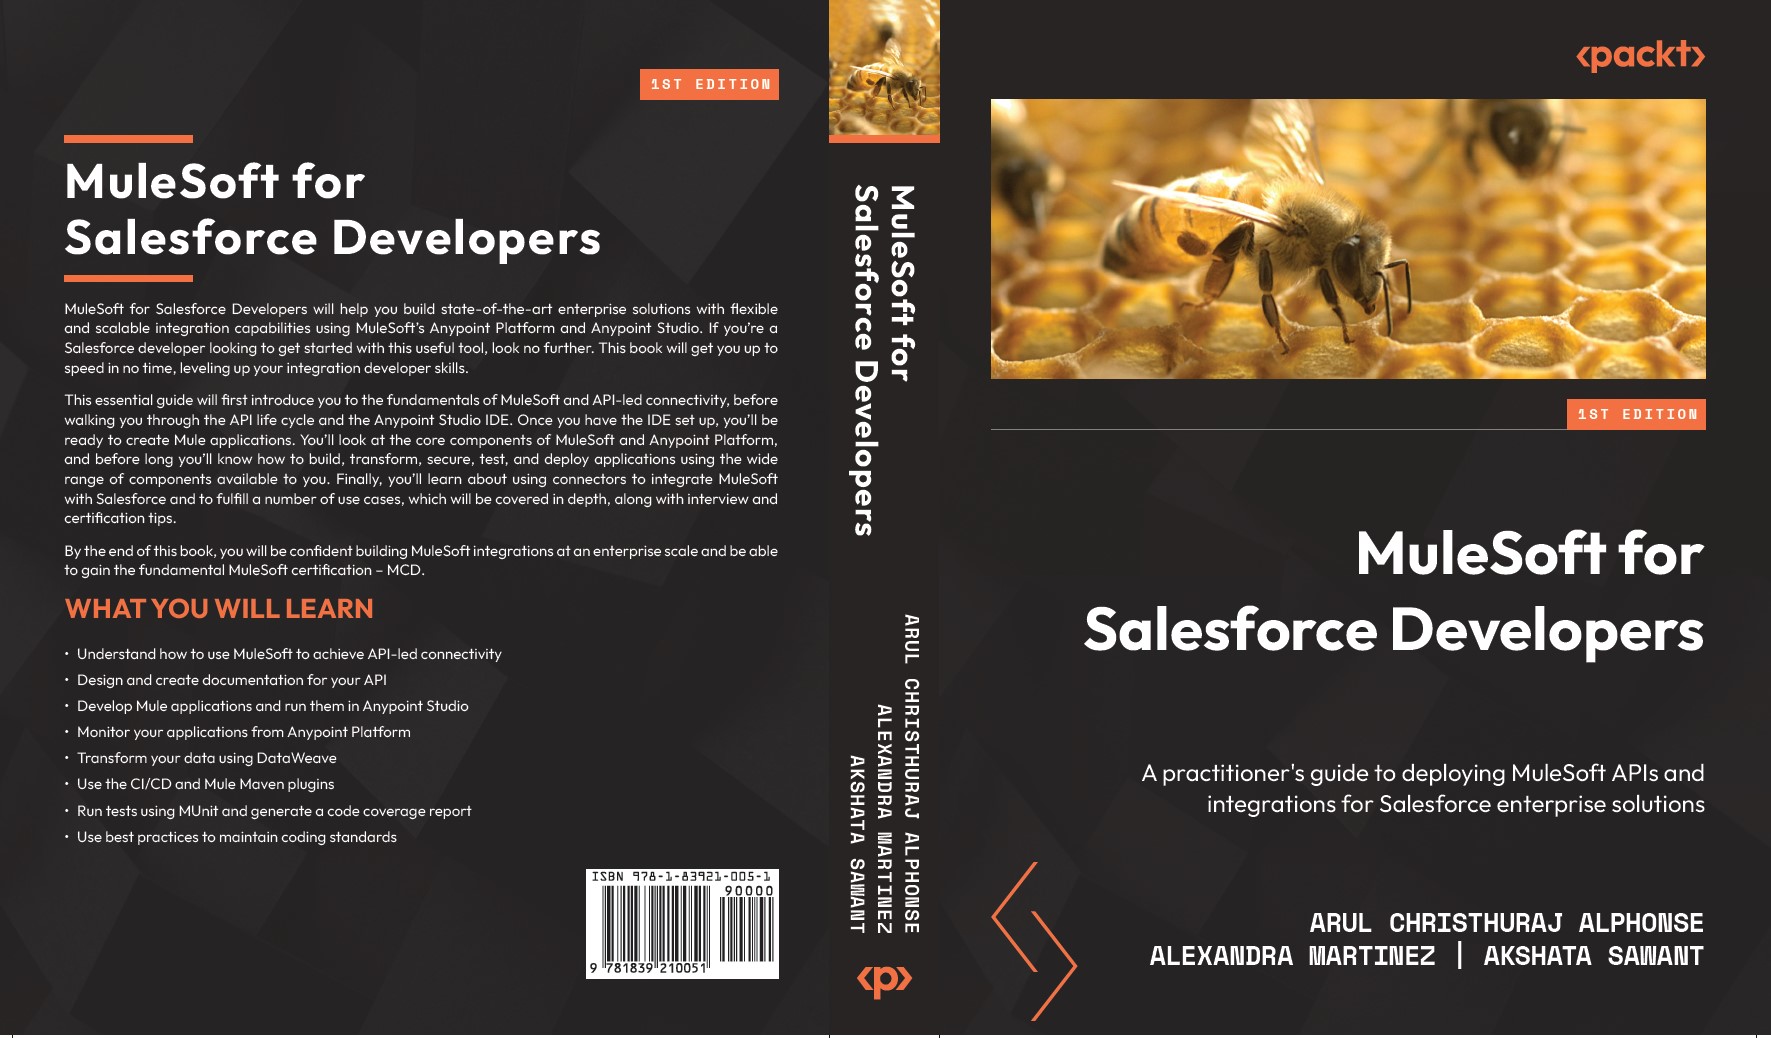 1ST EDITION
MuleSoft for
Salesforce Developers
MuleSoft for Salesforce Developers will help you build state-of-the-art enterprise solutions with flexible
and scalable integration capabilities using MuleSoft's Anypoint Platform and Anypoint Studio. If you're a
Salesforce developer looking to get started with this useful tool, look no further. This book will get you up to
speed in no time, leveling up your integration developer skills.
This essential guide will first introduce you to the fundamentals of MuleSoft and API-led connectivity, before
walking you through the API life cycle and the Anypoint Studio IDE. Once you have the IDE set up, you'll be
ready to create Mule applications. You'll look at the core components of MuleSoft and Anypoint Platform,
and before long you'll know how to build, transform, secure, test, and deploy applications using the wide
range of components available to you. Finally, you'll learn about using connectors to integrate MuleSoft
with Salesforce and to fulfill a number of use cases, which will be covered in depth, along with interview and
certification tips.
By the end of this book, you will be confident building MuleSoft integrations at an enterprise scale and be able
to gain the fundamental MuleSoft certification – MCD.
WHAT YOU WILL LEARN
• Understand how to use MuleSoft to achieve API-led connectivity
• Design and create documentation for your API
• Develop Mule applications and run them in Anypoint Studio
• Monitor your applications from Anypoint Platform
• Transform your data using DataWeave
• Use the CI/CD and Mule Maven plugins
• Run tests using MUnit and generate a code coverage report
• Use best practices to maintain coding standards
ISBN 978-1-83921-005-1
90000
9 781839 210051
MuleSoft for
Salesforce Developers
ARUL CHRISTHURAJ ALPHONSE
ALEXANDRA MARTINEZ
AKSHATA SAWANT
<p>
<packt>
1ST EDITION
MuleSoft for
Salesforce Developers
A practitioner's guide to deploying MuleSoft APIs and
integrations for Salesforce enterprise solutions
ARUL CHRISTHURAJ ALPHONSE
ALEXANDRA MARTINEZ | AKSHATA SAWANT